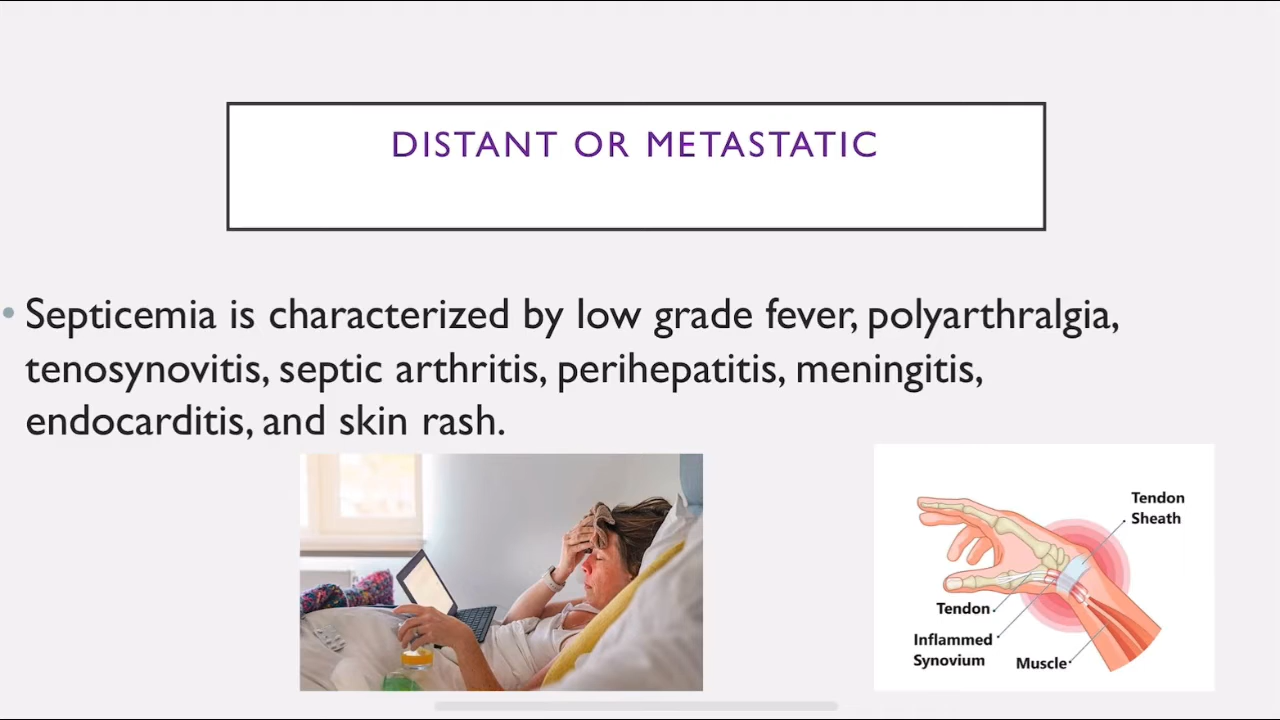 DISTANT OR METASTATIC
• Septicemia is characterized by low grade fever, polyarthralgia,
tenosynovitis, septic arthritis, perihepatitis, meningitis,
endocarditis, and skin rash.
Tendon
Sheath
Tendon
Inflammed
Synovium
Muscle